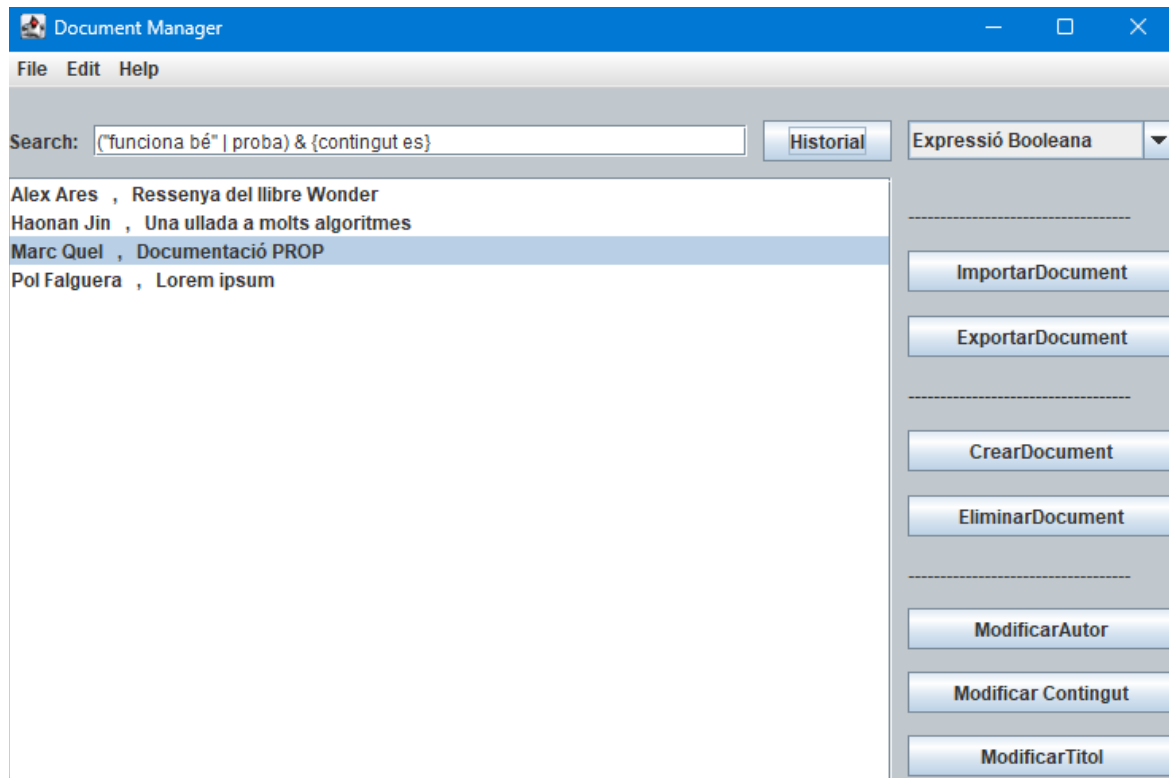 Document Manager
File Edit Help
Search: ("funciona bé" | proba) & {contingut es} Historial Expressió Booleana
Alex Ares , Ressenya del llibre Wonder
Haonan Jin , Una ullada a molts algoritmes
Marc Quel , Documentació PROP
Pol Falguera , Lorem ipsum
-----------------------------------
ImportarDocument
ExportarDocument
-----------------------------------
CrearDocument
EliminarDocument
-----------------------------------
ModificarAutor
Modificar Contingut
ModificarTitol